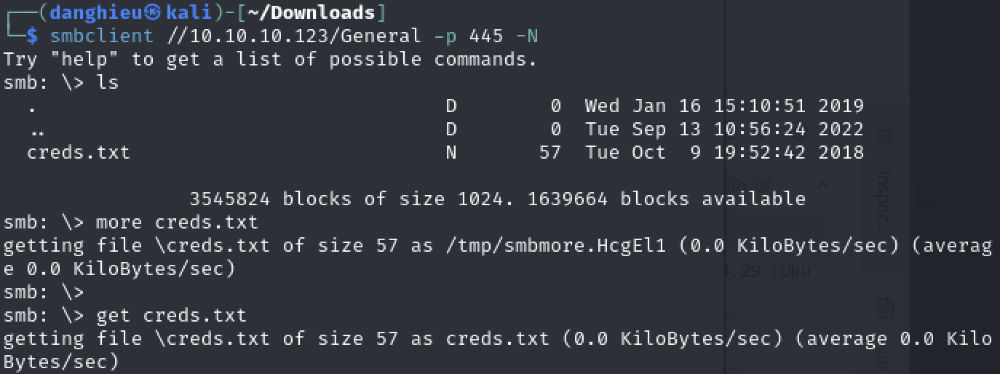 ┌──(danghieu㉿kali)-[~/Downloads]
└─$ smbclient //10.10.10.123/General -p 445 -N
Try "help" to get a list of possible commands.
smb: \> ls
  .                                   D        0  Wed Jan 16 15:10:51 2019
  ..                                  D        0  Tue Sep 13 10:56:24 2022
  creds.txt                           N       57  Tue Oct  9 19:52:42 2018
(0x33)
Inspec...
                3545824 blocks of size 1024. 1639664 blocks available
smb: \> more creds.txt
getting file \creds.txt of size 57 as /tmp/smbmore.HcgEl1 (0.0 KiloBytes/sec) (averag
e 0.0 KiloBytes/sec)
.29 (Ubu
smb: \>
smb: \> get creds.txt
getting file \creds.txt of size 57 as creds.txt (0.0 KiloBytes/sec) (average 0.0 Kilo
Bytes/sec)